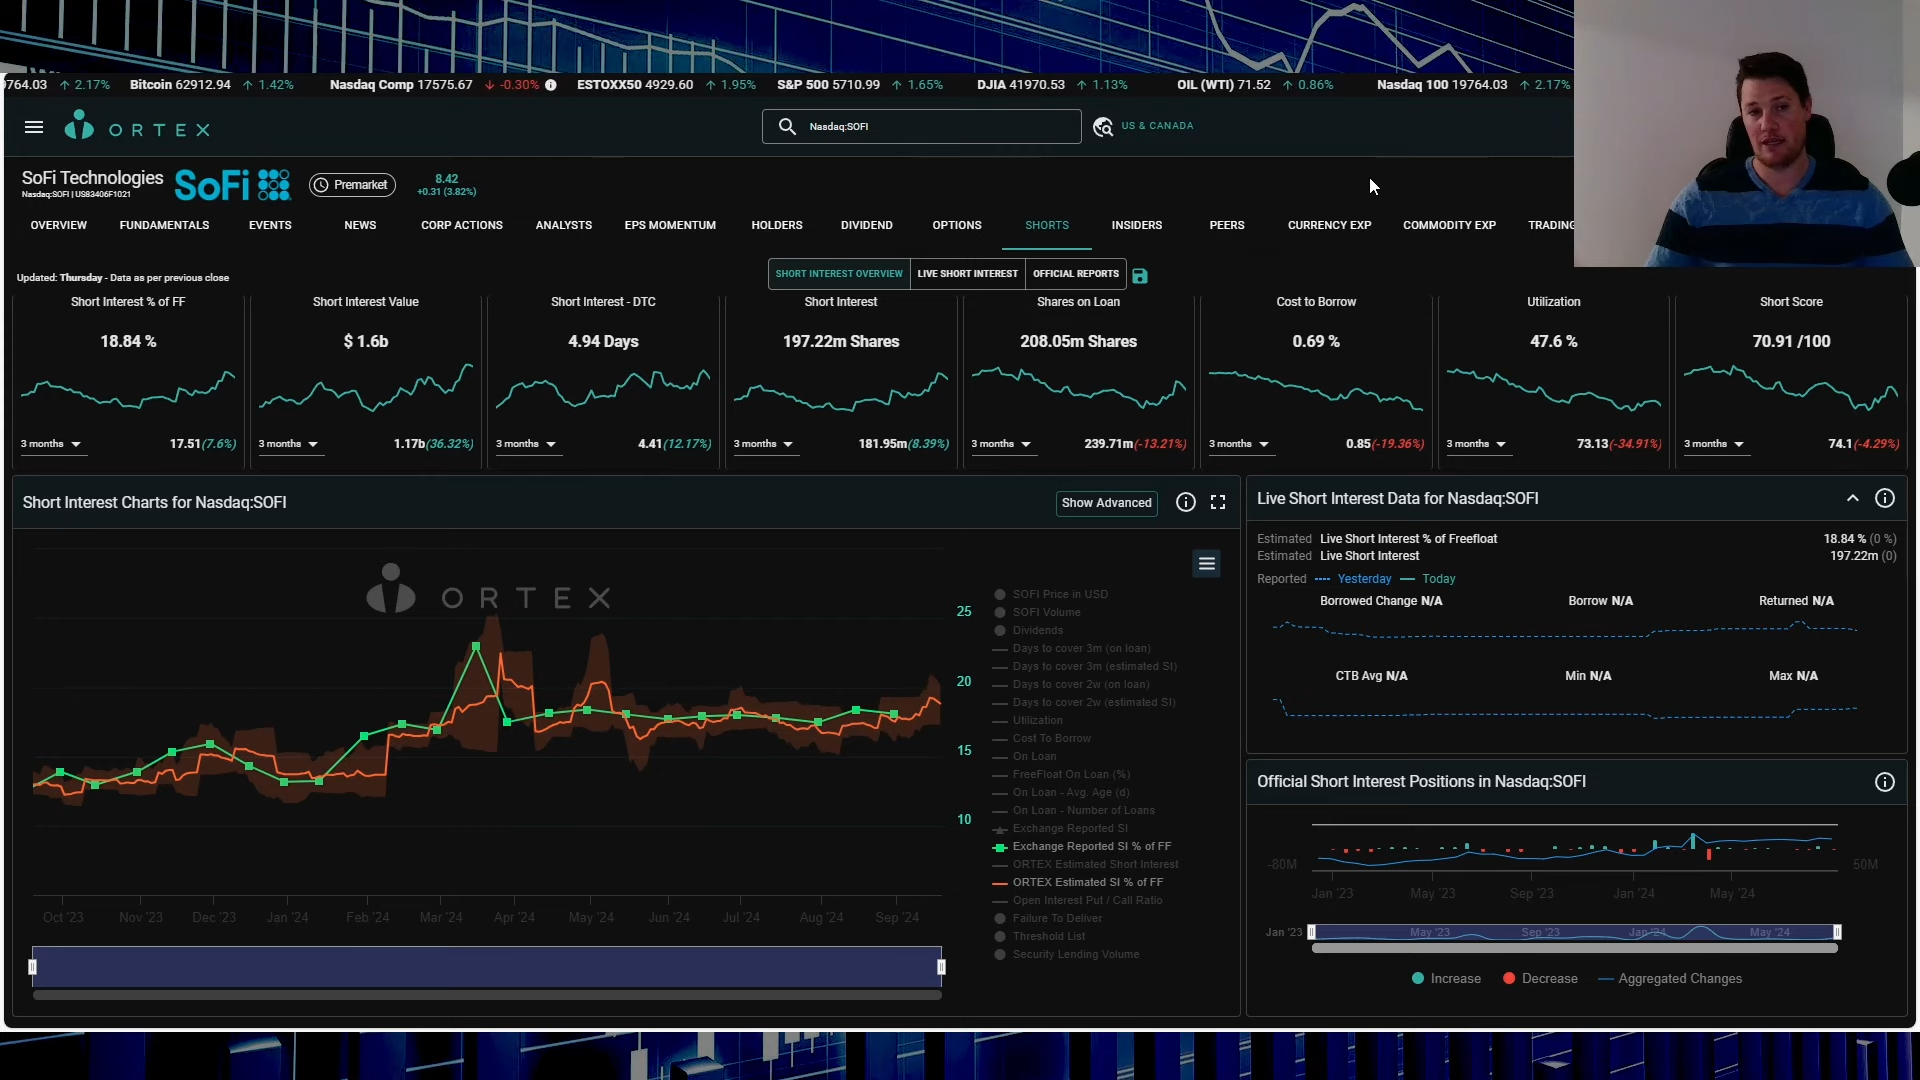 9764.03 ↑ 2.17% Bitcoin 62912.94 ↑ 1.42% Nasdaq Comp 17575.67 ↓ -0.30% ESTOXX50 4929.60 ↑ 1.95% S&P 500 5710.99 ↑ 1.65% DJIA 41970.53 ↑ 1.13% OIL (WTI) 71.52 ↑ 0.86% Nasdaq 100 19764.03 ↑ 2.17%
ORTEX
Nasdaq:SOFI
US & CANADA
SoFi Technologies
Nasdaq:SOFI | US83406F1021
SoFi
Premarket
8.42
+0.31 (3.82%)
OVERVIEW FUNDAMENTALS EVENTS NEWS CORP ACTIONS ANALYSTS EPS MOMENTUM HOLDERS DIVIDEND OPTIONS SHORTS INSIDERS PEERS CURRENCY EXP COMMODITY EXP TRADING
Updated: Thursday - Data as per previous close
SHORT INTEREST OVERVIEW LIVE SHORT INTEREST OFFICIAL REPORTS
Short Interest % of FF Short Interest Value Short Interest - DTC Short Interest Shares on Loan Cost to Borrow Utilization Short Score
18.84 % $ 1.6b 4.94 Days 197.22m Shares 208.05m Shares 0.69 % 47.6 % 70.91 /100
3 months 17.51(7.6%) 3 months 1.17b(36.32%) 3 months 4.41(12.17%) 3 months 181.95m(8.39%) 3 months 239.71m(-13.21%) 3 months 0.85(-19.36%) 3 months 73.13(-34.91%) 3 months 74.1(-4.29%)
Short Interest Charts for Nasdaq:SOFI
Show Advanced
ORTEX
25
20
15
10
Oct '23 Nov '23 Dec '23 Jan '24 Feb '24 Mar '24 Apr '24 May '24 Jun '24 Jul '24 Aug '24 Sep '24
SOFI Price in USD
SOFI Volume
Dividends
Days to cover 3m (on loan)
Days to cover 3m (estimated SI)
Days to cover 2w (on loan)
Days to cover 2w (estimated SI)
Utilization
Cost To Borrow
On Loan
FreeFloat On Loan (%)
On Loan - Avg. Age (d)
On Loan - Number of Loans
Exchange Reported SI
Exchange Reported SI % of FF
ORTEX Estimated Short Interest
ORTEX Estimated SI % of FF
Open Interest Put / Call Ratio
Failure To Deliver
Threshold List
Security Lending Volume
Live Short Interest Data for Nasdaq:SOFI
Estimated Live Short Interest % of Freefloat 18.84 % (0 %)
Estimated Live Short Interest 197.22m (0)
Reported Yesterday Today
Borrowed Change N/A Borrow N/A Returned N/A
CTB Avg N/A Min N/A Max N/A
Official Short Interest Positions in Nasdaq:SOFI
-80M 50M
Jan '23 May '23 Sep '23 Jan '24 May '24
Jan '23 May '23 Sep '23 Jan '24 May '24
Increase Decrease Aggregated Changes